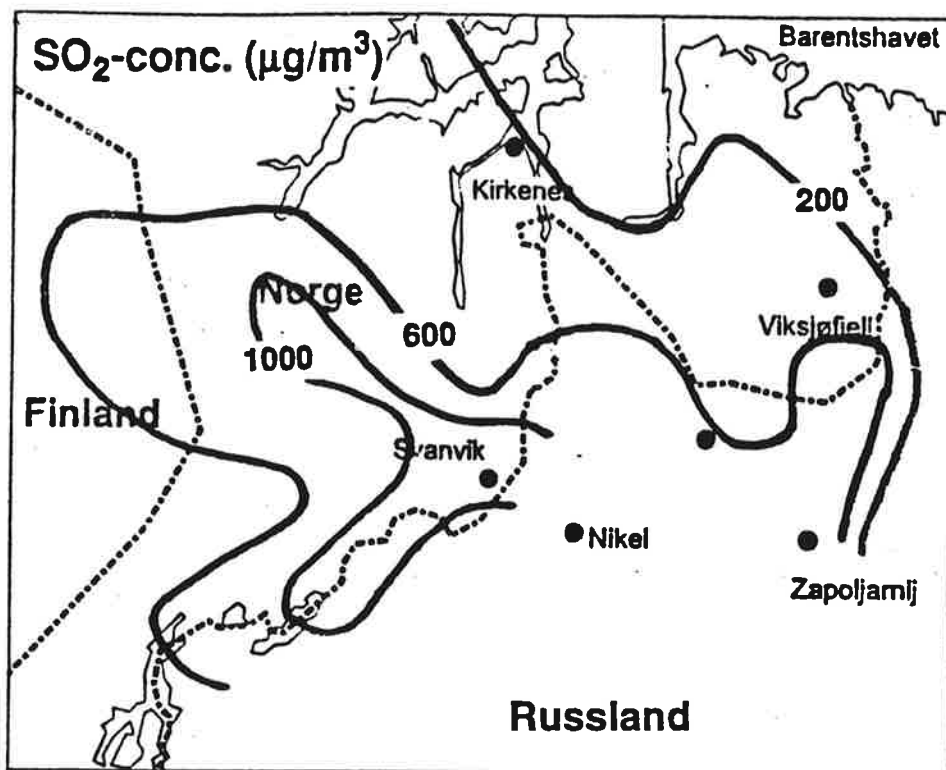 Barentshavet
SO₂-conc. (µg/m³)
Kirkenes
200
Norge
Viksjøfjell
600
1000
Finland
Svanvik
Nikel
Zapoljarnij
Russland